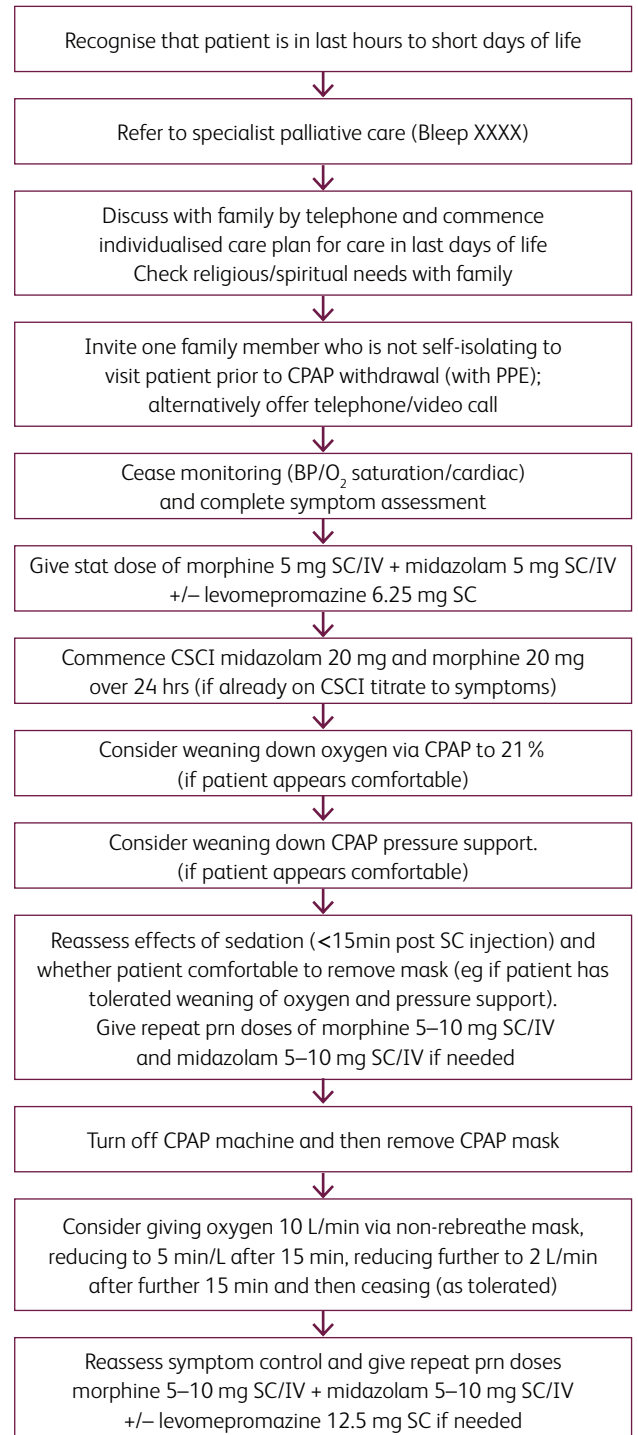 Recognise that patient is in last hours to short days of life
Refer to specialist palliative care (Bleep XXXX)
Discuss with family by telephone and commence
individualised care plan for care in last days of life
Check religious/spiritual needs with family
Invite one family member who is not self-isolating to
visit patient prior to CPAP withdrawal (with PPE);
alternatively offer telephone/video call
Cease monitoring (BP/O₂ saturation/cardiac)
and complete symptom assessment
Give stat dose of morphine 5 mg SC/IV + midazolam 5 mg SC/IV
+/– levomepromazine 6.25 mg SC
Commence CSCI midazolam 20 mg and morphine 20 mg
over 24 hrs (if already on CSCI titrate to symptoms)
Consider weaning down oxygen via CPAP to 21 %
(if patient appears comfortable)
Consider weaning down CPAP pressure support.
(if patient appears comfortable)
Reassess effects of sedation (<15min post SC injection) and
whether patient comfortable to remove mask (eg if patient has
tolerated weaning of oxygen and pressure support).
Give repeat prn doses of morphine 5–10 mg SC/IV
and midazolam 5–10 mg SC/IV if needed
Turn off CPAP machine and then remove CPAP mask
Consider giving oxygen 10 L/min via non-rebreathe mask,
reducing to 5 min/L after 15 min, reducing further to 2 L/min
after further 15 min and then ceasing (as tolerated)
Reassess symptom control and give repeat prn doses
morphine 5–10 mg SC/IV + midazolam 5–10 mg SC/IV
+/– levomepromazine 12.5 mg SC if needed